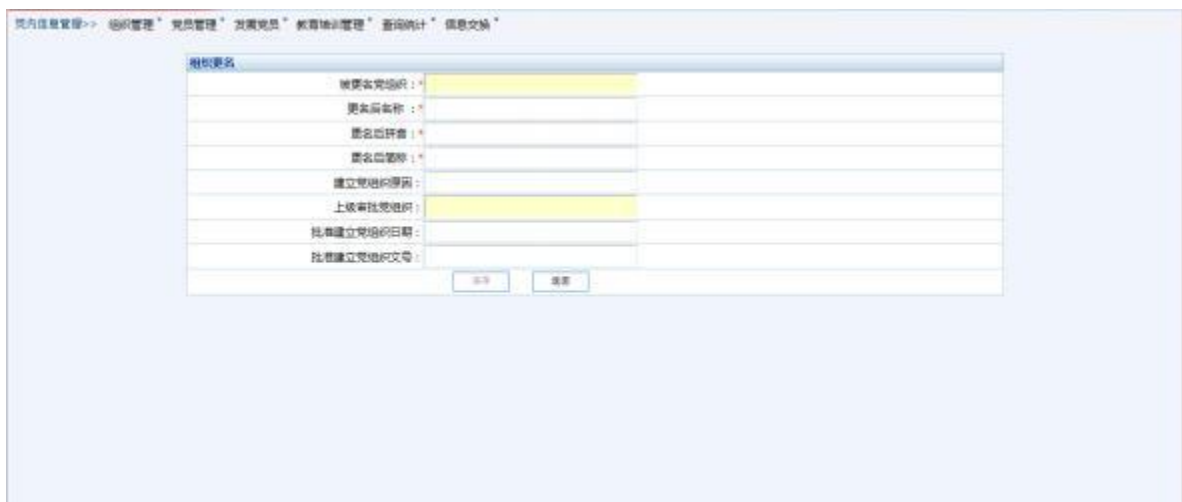 党内信息管理>> 组织管理 党员管理 发展党员 教育培训管理 查询统计 信息交换
组织更名
被更名党组织：*
更名后名称 ：*
更名后拼音：*
更名后简称：*
建立党组织原因：
上级审批党组织：
批准建立党组织日期：
批准建立党组织文号：